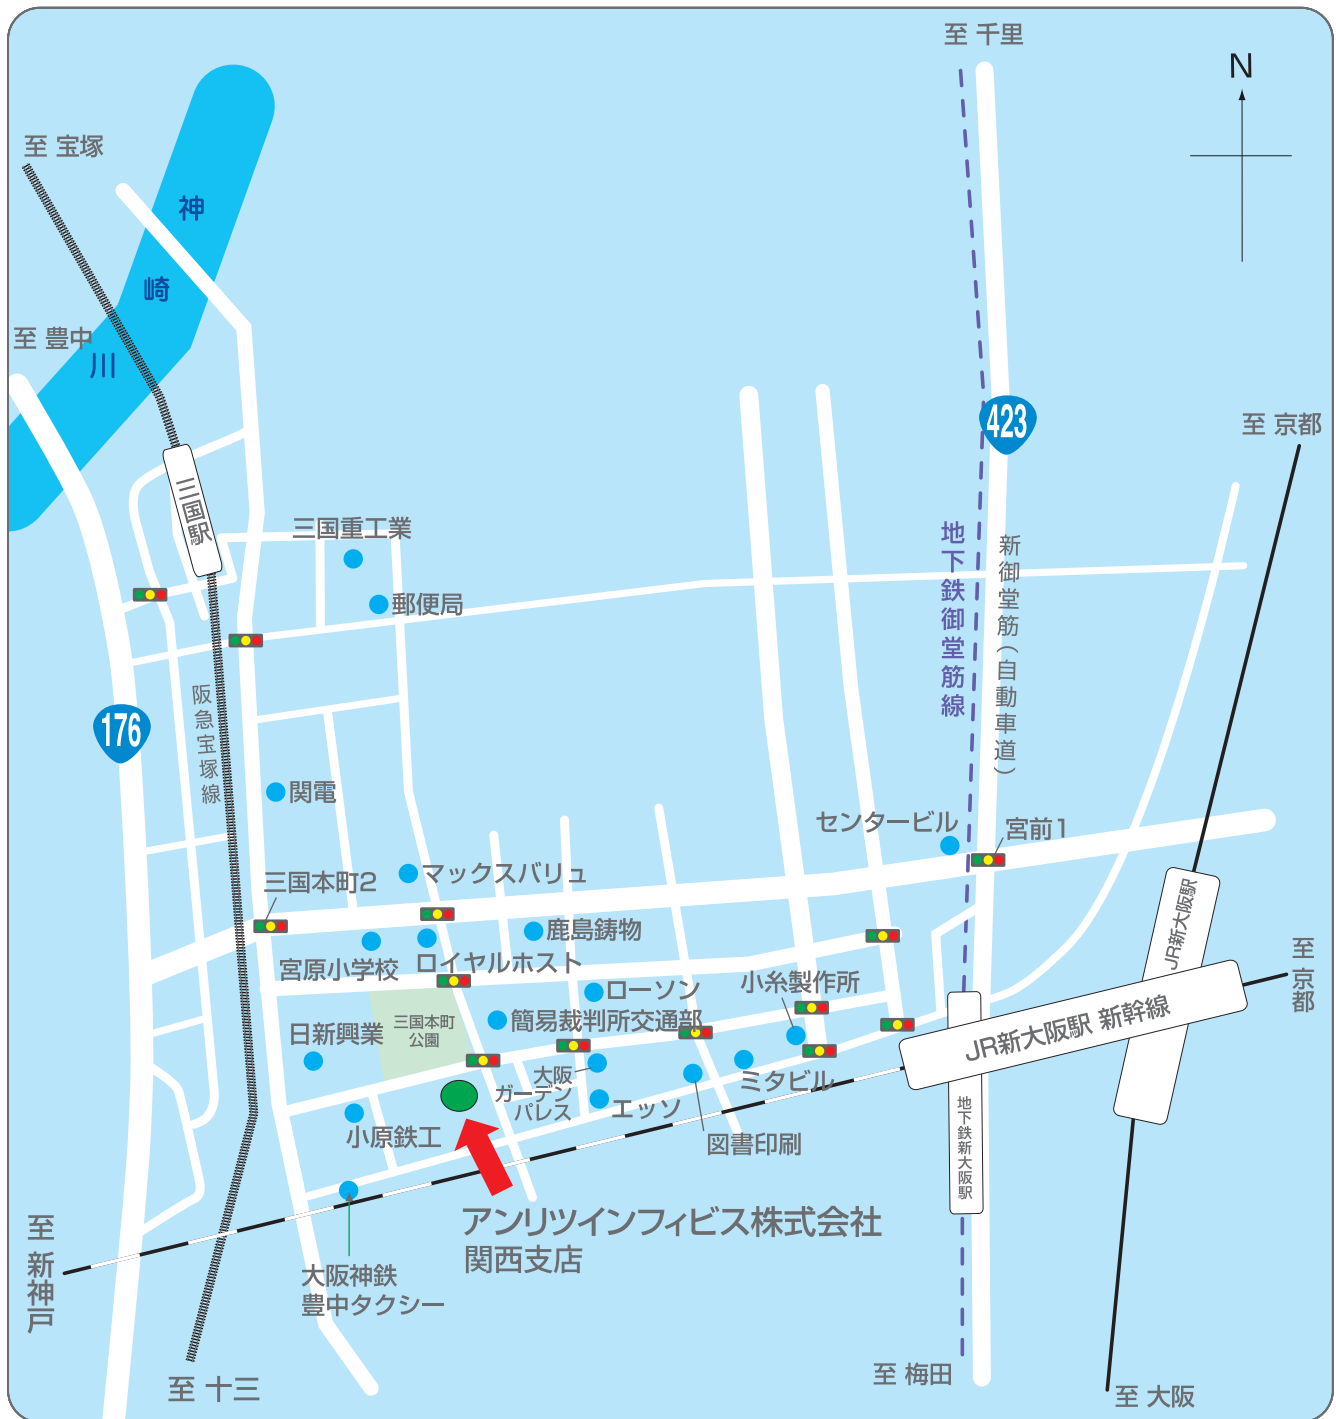 至 千里
N
至 宝塚
神崎川
至 豊中
423
至 京都
三国駅
三国重工業
地下鉄御堂筋線
新御堂筋(自動車道)
郵便局
阪急宝塚線
176
関電
センタービル
宮前1
マックスバリュ
三国本町2
JR新大阪駅
鹿島鋳物
宮原小学校
ロイヤルホスト
至 京都
小糸製作所
ローソン
三国本町
公園
簡易裁判所交通部
JR新大阪駅 新幹線
日新興業
大阪
ガーデン
パレス
ミタビル
エッソ
地下鉄新大阪駅
小原鉄工
図書印刷
アンリツインフィビス株式会社
関西支店
至 新神戸
大阪神鉄
豊中タクシー
至 十三
至 梅田
至 大阪